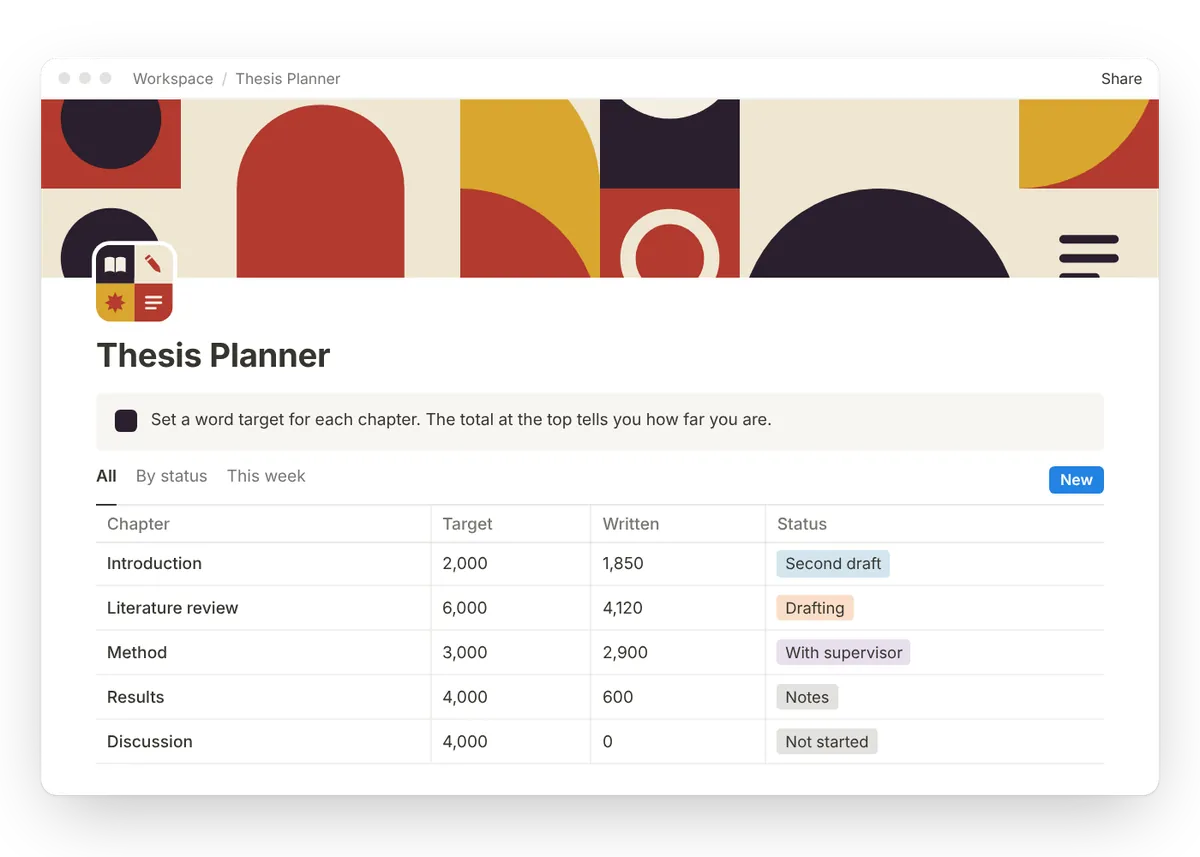 Workspace / Thesis Planner
Share
Thesis Planner
Set a word target for each chapter. The total at the top tells you how far you are.
All By status This week
New
Chapter Target Written Status
Introduction 2,000 1,850 Second draft
Literature review 6,000 4,120 Drafting
Method 3,000 2,900 With supervisor
Results 4,000 600 Notes
Discussion 4,000 0 Not started